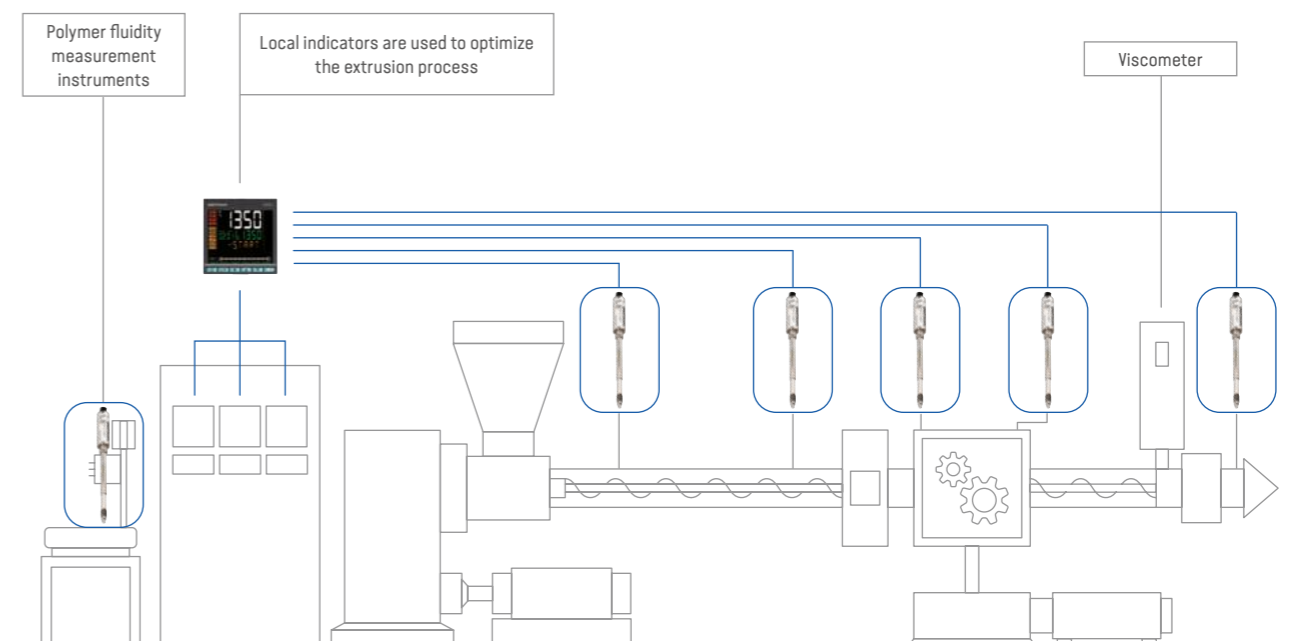 Polymer fluidity
measurement
instruments
Local indicators are used to optimize
the extrusion process
Viscometer
1350